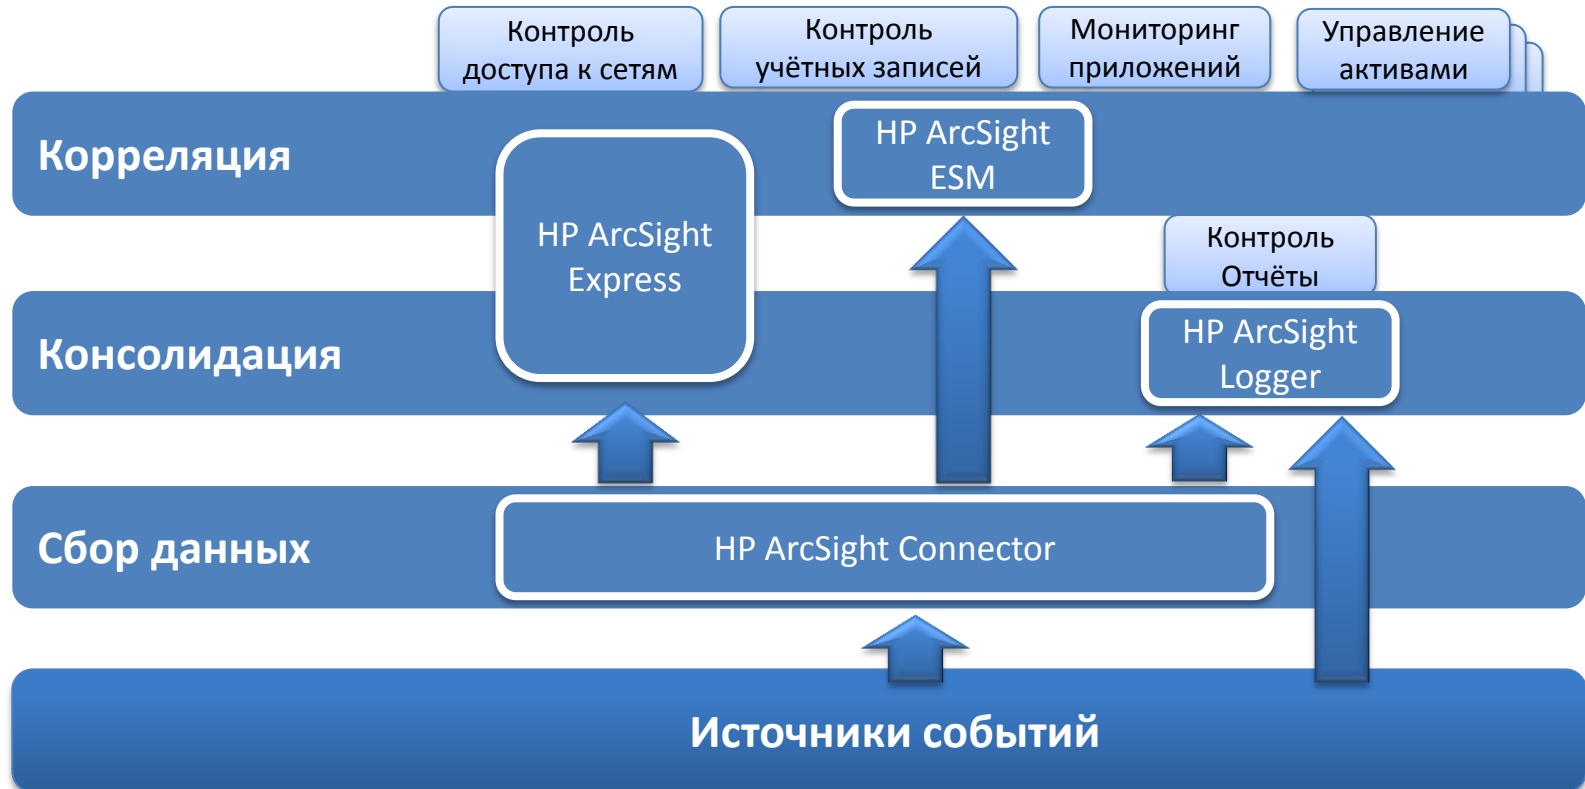 Контроль
доступа к сетям
Контроль
учётных записей
Мониторинг
приложений
Управление
активами
Корреляция
HP ArcSight
Express
HP ArcSight
ESM
Контроль
Отчёты
Консолидация
HP ArcSight
Logger
Сбор данных
HP ArcSight Connector
Источники событий